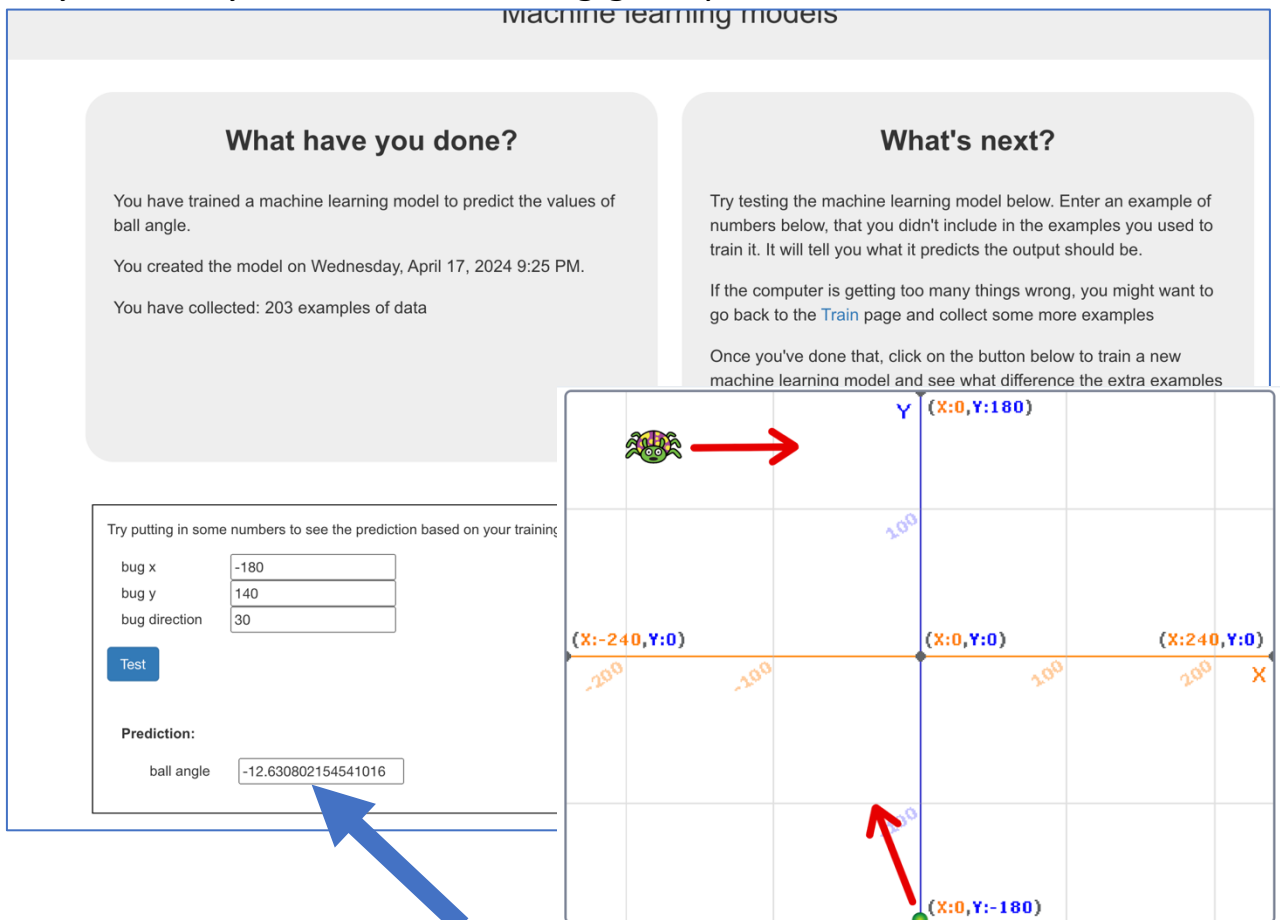 Machine learning models
What have you done?
You have trained a machine learning model to predict the values of
ball angle.
You created the model on Wednesday, April 17, 2024 9:25 PM.
You have collected: 203 examples of data
What's next?
Try testing the machine learning model below. Enter an example of
numbers below, that you didn't include in the examples you used to
train it. It will tell you what it predicts the output should be.
If the computer is getting too many things wrong, you might want to
go back to the Train page and collect some more examples
Once you've done that, click on the button below to train a new
machine learning model and see what difference the extra examples
Try putting in some numbers to see the prediction based on your training
bug x -180
bug y 140
bug direction 30
Test
Prediction:
ball angle -12.630802154541016
Y (X:0,Y:180)
100
(X:-240,Y:0) (X:0,Y:0) (X:240,Y:0)
-200 -100 100 200 X
(X:0,Y:-180)